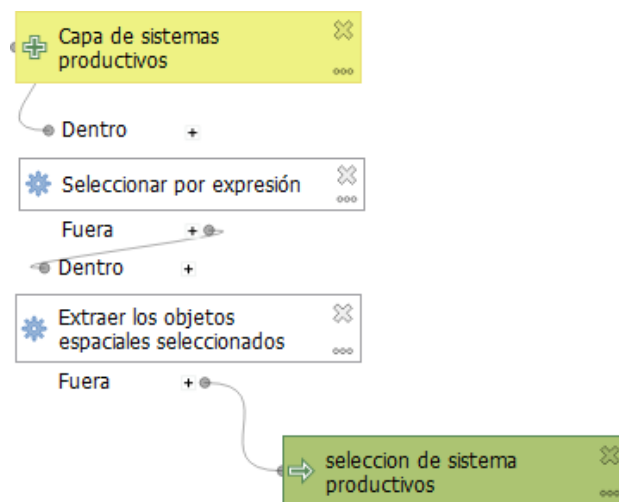 Capa de sistemas
productivos
Dentro +
Seleccionar por expresión
Fuera +
Dentro +
Extraer los objetos
espaciales seleccionados
Fuera +
seleccion de sistema
productivos